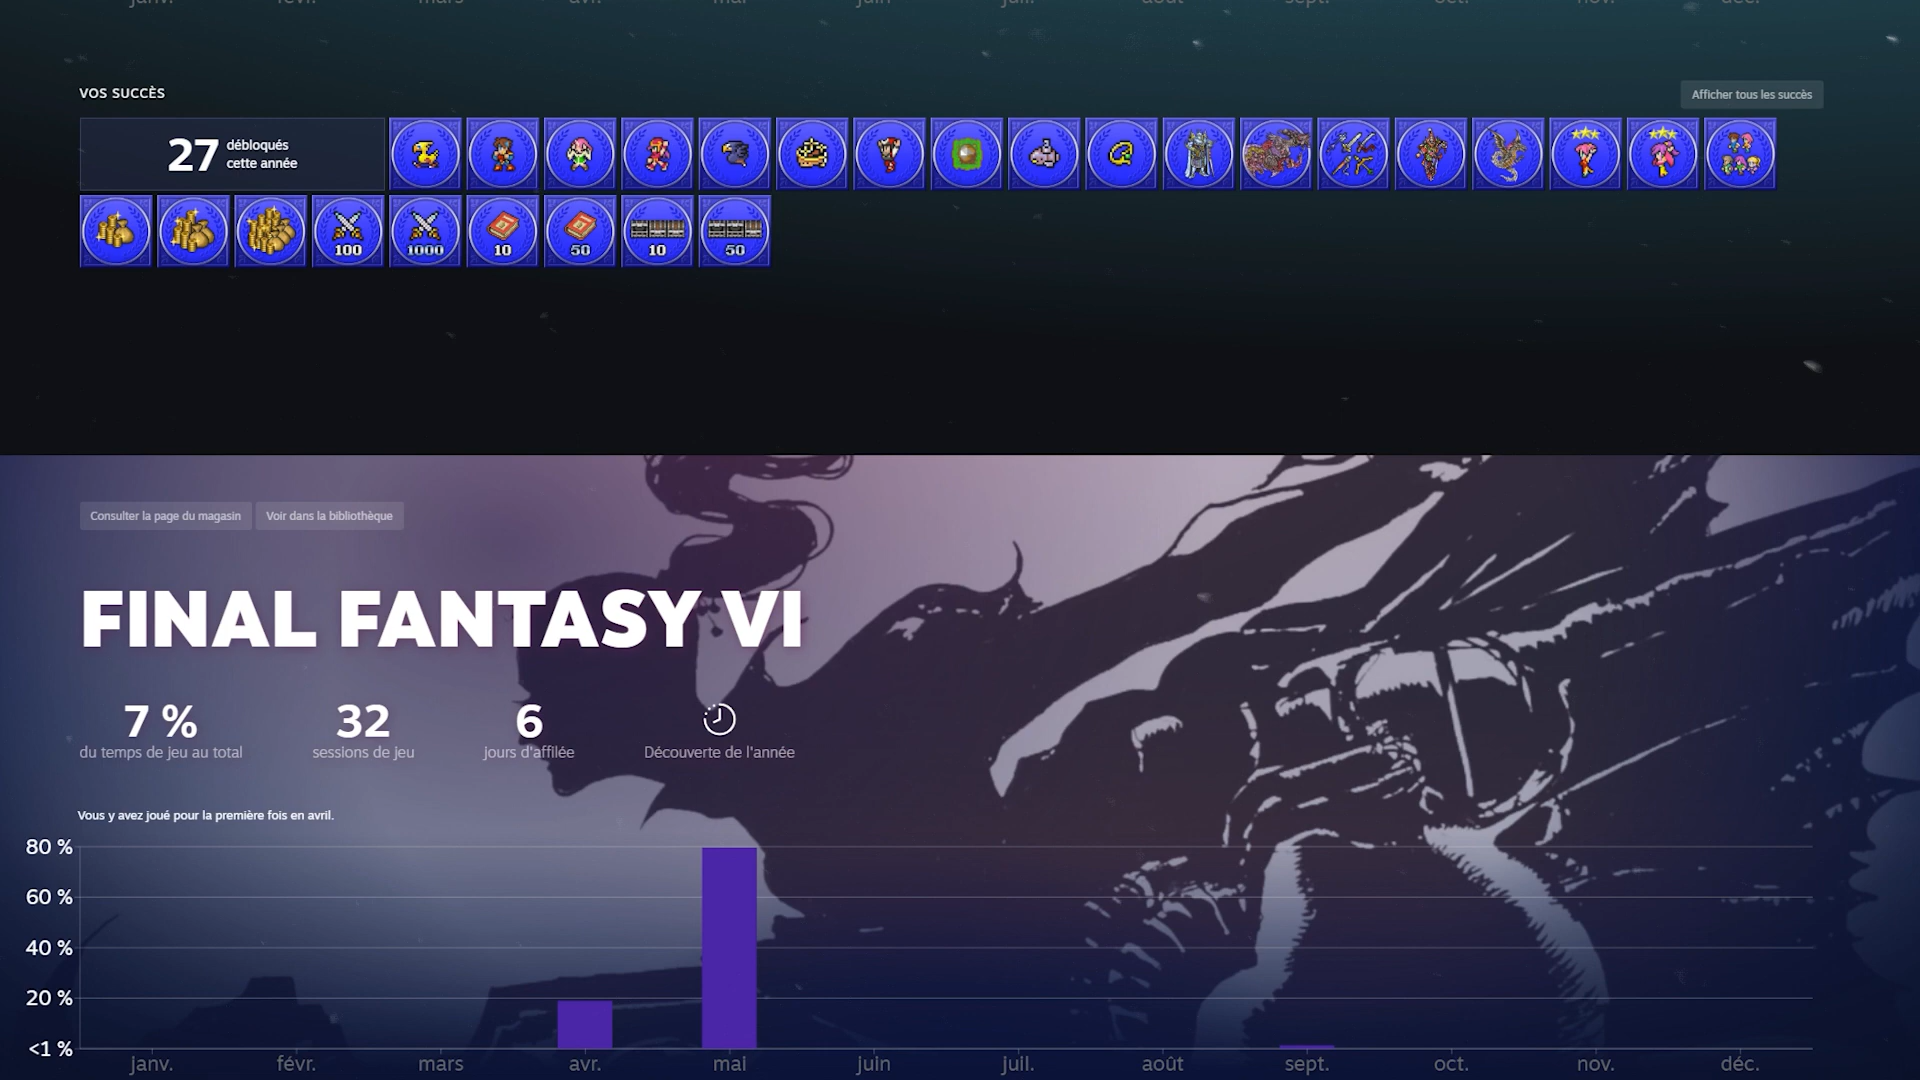 janv. févr. mars avr. mai juin juil. août sept. oct. nov. déc.
VOS SUCCÈS
Afficher tous les succès
27 débloqués
cette année
100 1000 10 50 10 50
Consulter la page du magasin Voir dans la bibliothèque
FINAL FANTASY VI
7 % 32 6
du temps de jeu au total sessions de jeu jours d'affilée Découverte de l'année
Vous y avez joué pour la première fois en avril.
80 %
60 %
40 %
20 %
<1 %
janv. févr. mars avr. mai juin juil. août sept. oct. nov. déc.